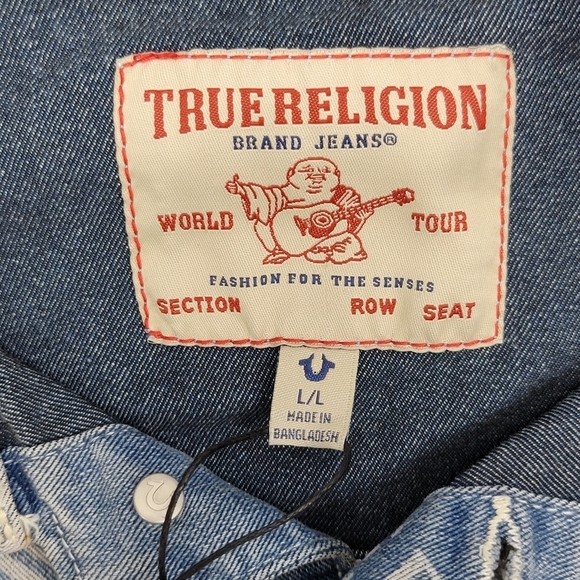 TRUE RELIGION
BRAND JEANS®
WORLD TOUR
FASHION FOR THE SENSES
SECTION ROW SEAT
L/L
MADE IN
BANGLADESH